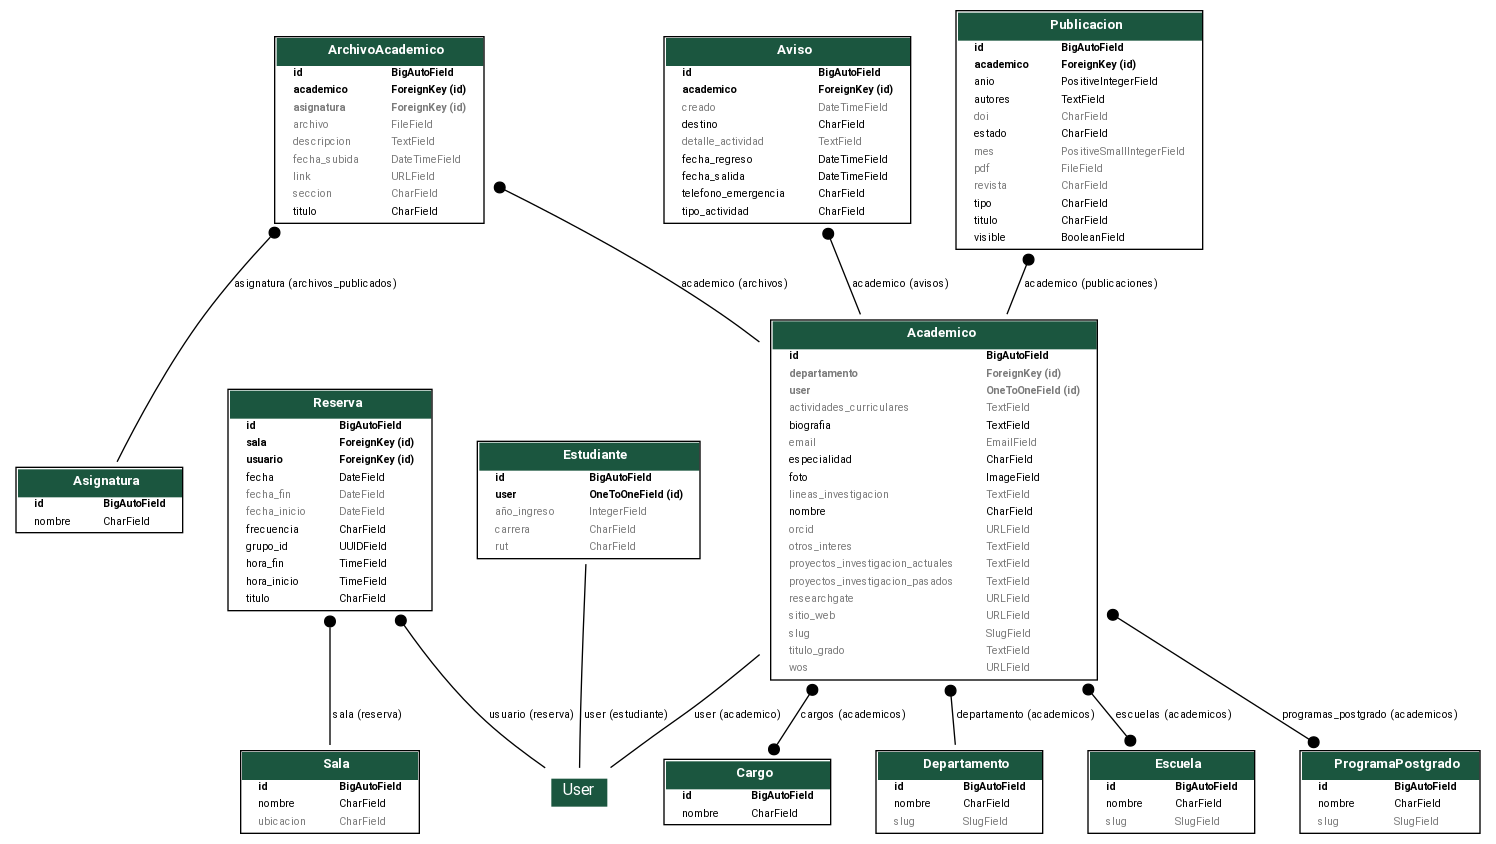 ArchivoAcademico
id BigAutoField
academico ForeignKey (id)
asignatura ForeignKey (id)
archivo FileField
descripcion TextField
fecha_subida DateTimeField
link URLField
seccion CharField
titulo CharField
Aviso
id BigAutoField
academico ForeignKey (id)
creado DateTimeField
destino CharField
detalle_actividad TextField
fecha_regreso DateTimeField
fecha_salida DateTimeField
telefono_emergencia CharField
tipo_actividad CharField
Publicacion
id BigAutoField
academico ForeignKey (id)
anio PositiveIntegerField
autores TextField
doi CharField
estado CharField
mes PositiveSmallIntegerField
pdf FileField
revista CharField
tipo CharField
titulo CharField
visible BooleanField
asignatura (archivos_publicados)
academico (archivos)
academico (avisos)
academico (publicaciones)
Academico
id BigAutoField
departamento ForeignKey (id)
user OneToOneField (id)
actividades_curriculares TextField
biografia TextField
email EmailField
especialidad CharField
foto ImageField
lineas_investigacion TextField
nombre CharField
orcid URLField
otros_interes TextField
proyectos_investigacion_actuales TextField
proyectos_investigacion_pasados TextField
researchgate URLField
sitio_web URLField
slug SlugField
titulo_grado TextField
wos URLField
Reserva
id BigAutoField
sala ForeignKey (id)
usuario ForeignKey (id)
fecha DateField
fecha_fin DateField
fecha_inicio DateField
frecuencia CharField
grupo_id UUIDField
hora_fin TimeField
hora_inicio TimeField
titulo CharField
Estudiante
id BigAutoField
user OneToOneField (id)
año_ingreso IntegerField
carrera CharField
rut CharField
Asignatura
id BigAutoField
nombre CharField
sala (reserva)
usuario (reserva)
user (estudiante)
user (academico)
cargos (academicos)
departamento (academicos)
escuelas (academicos)
programas_postgrado (academicos)
Sala
id BigAutoField
nombre CharField
ubicacion CharField
User
Cargo
id BigAutoField
nombre CharField
Departamento
id BigAutoField
nombre CharField
slug SlugField
Escuela
id BigAutoField
nombre CharField
slug SlugField
ProgramaPostgrado
id BigAutoField
nombre CharField
slug SlugField